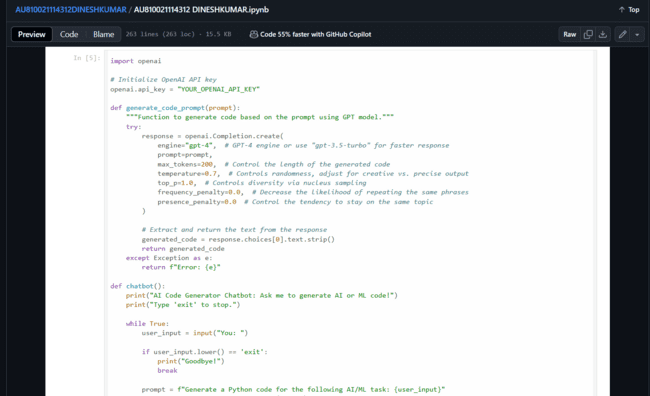 AU810021114312DINESHKUMAR / AU810021114312 DINESHKUMAR.ipynb
Top
Preview Code Blame 263 lines (263 loc) · 15.5 KB Code 55% faster with GitHub Copilot Raw
In [5]:
import openai
# Initialize OpenAI API key
openai.api_key = "YOUR_OPENAI_API_KEY"
def generate_code_prompt(prompt):
"""Function to generate code based on the prompt using GPT model."""
try:
response = openai.Completion.create(
engine="gpt-4", # GPT-4 engine or use "gpt-3.5-turbo" for faster response
prompt=prompt,
max_tokens=200, # Control the length of the generated code
temperature=0.7, # Controls randomness, adjust for creative vs. precise output
top_p=1.0, # Controls diversity via nucleus sampling
frequency_penalty=0.0, # Decrease the likelihood of repeating the same phrases
presence_penalty=0.0 # Control the tendency to stay on the same topic
)
# Extract and return the text from the response
generated_code = response.choices[0].text.strip()
return generated_code
except Exception as e:
return f"Error: {e}"
def chatbot():
print("AI Code Generator Chatbot: Ask me to generate AI or ML code!")
print("Type 'exit' to stop.")
while True:
user_input = input("You: ")
if user_input.lower() == 'exit':
print("Goodbye!")
break
prompt = f"Generate a Python code for the following AI/ML task: {user_input}"